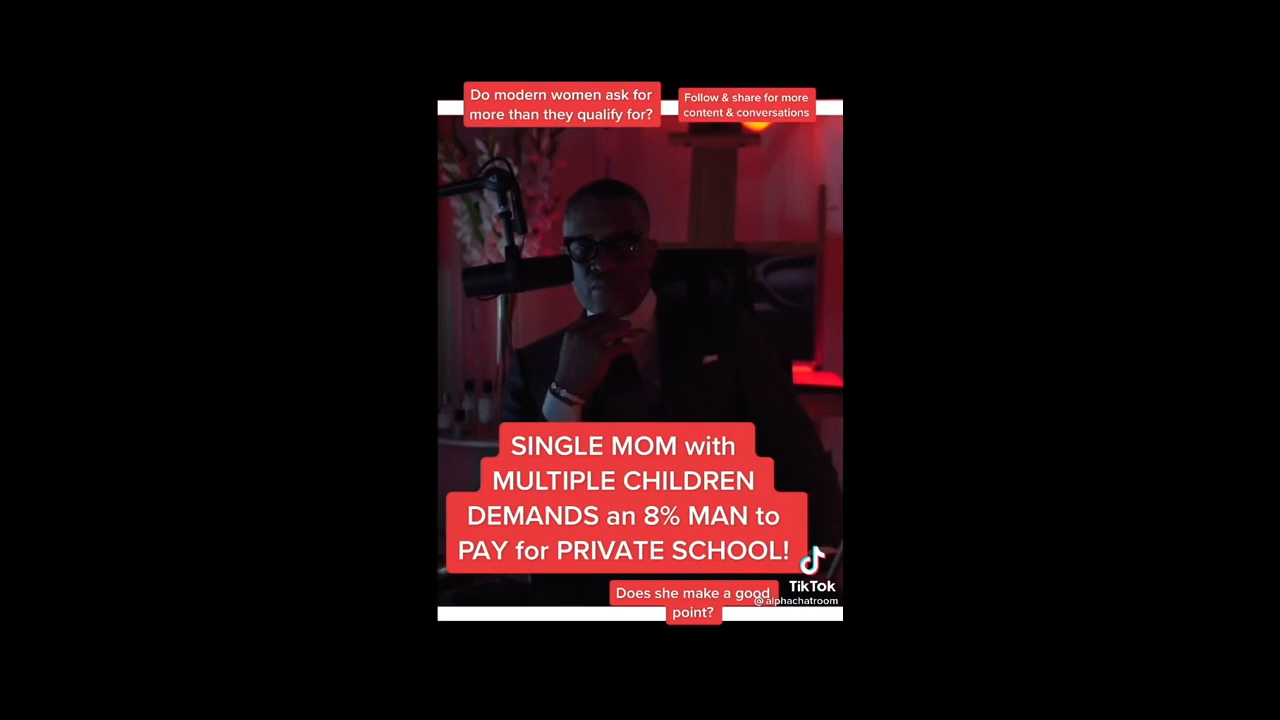 Do modern women ask for
more than they qualify for?
Follow & share for more
content & conversations
SINGLE MOM with
MULTIPLE CHILDREN
DEMANDS an 8% MAN to
PAY for PRIVATE SCHOOL!
TikTok
@alphachatroom
Does she make a good
point?